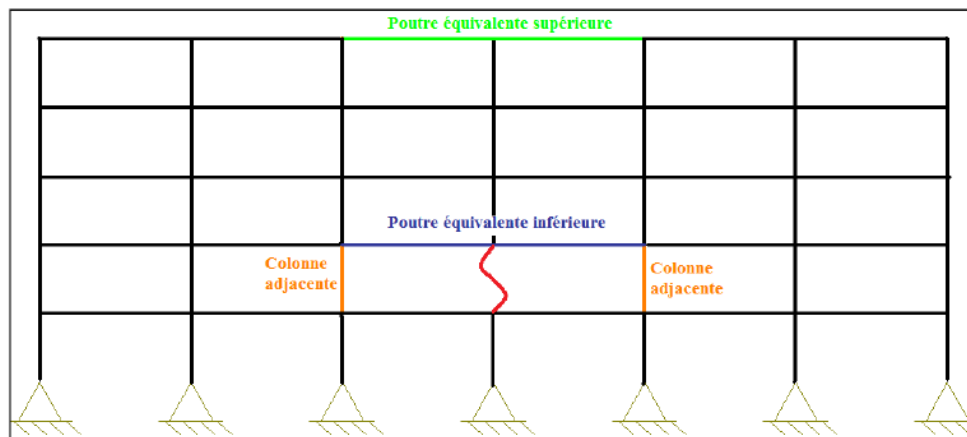 Poutre équivalente supérieure
Poutre équivalente inférieure
Colonne
adjacente
Colonne
adjacente